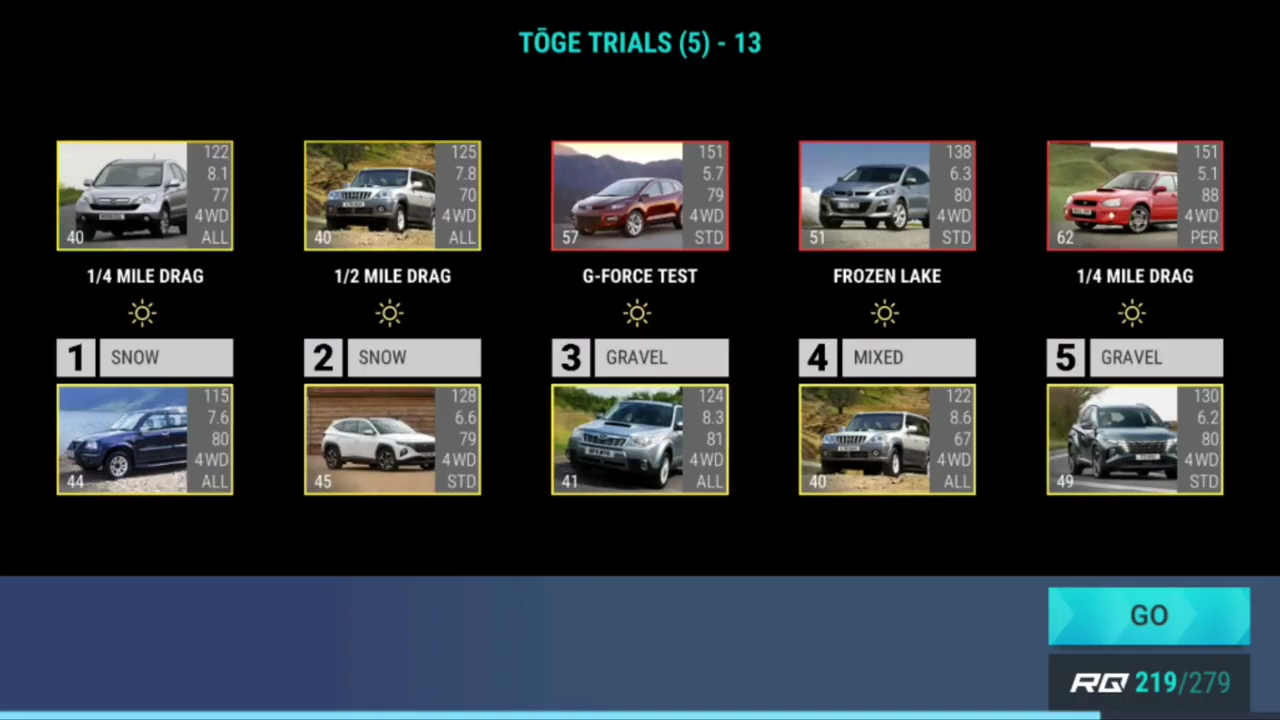 TŌGE TRIALS (5) - 13
122
8.1
77
4WD
40 ALL
125
7.8
70
4WD
40 ALL
151
5.7
79
4WD
57 STD
138
6.3
80
4WD
51 STD
151
5.1
88
4WD
62 PER
1/4 MILE DRAG
1/2 MILE DRAG
G-FORCE TEST
FROZEN LAKE
1/4 MILE DRAG
1 SNOW
2 SNOW
3 GRAVEL
4 MIXED
5 GRAVEL
115
7.6
80
4WD
44 ALL
128
6.6
79
4WD
45 STD
124
8.3
81
4WD
41 ALL
122
8.6
67
4WD
40 ALL
130
6.2
80
4WD
49 STD
GO
RQ 219/279